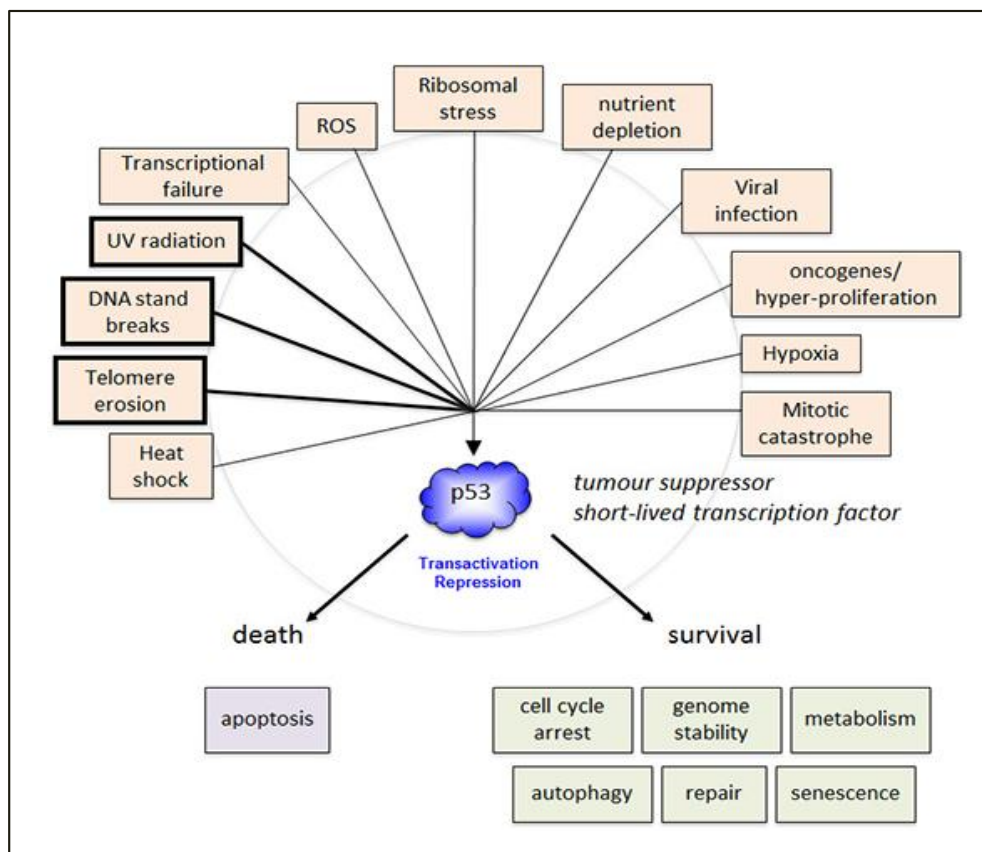 Ribosomal
stress
nutrient
depletion
ROS
Transcriptional
failure
Viral
infection
UV radiation
oncogenes/
hyper-proliferation
DNA stand
breaks
Hypoxia
Telomere
erosion
Mitotic
catastrophe
Heat
shock
p53
tumour suppressor
short-lived transcription factor
Transactivation
Repression
death
survival
apoptosis
cell cycle
arrest
genome
stability
metabolism
autophagy
repair
senescence